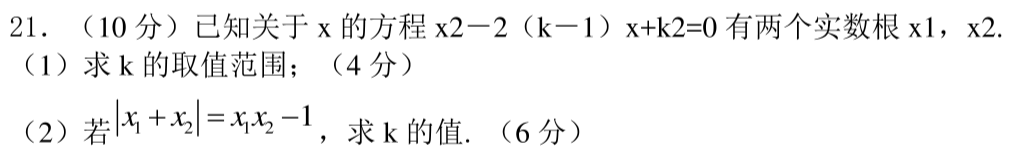 21. （10 分）已知关于 x 的方程 x2－2（k－1）x+k2=0 有两个实数根 x1，x2.
（1）求 k 的取值范围；（4 分）
（2）若|x₁+x₂|=x₁x₂−1，求 k 的值. （6 分）